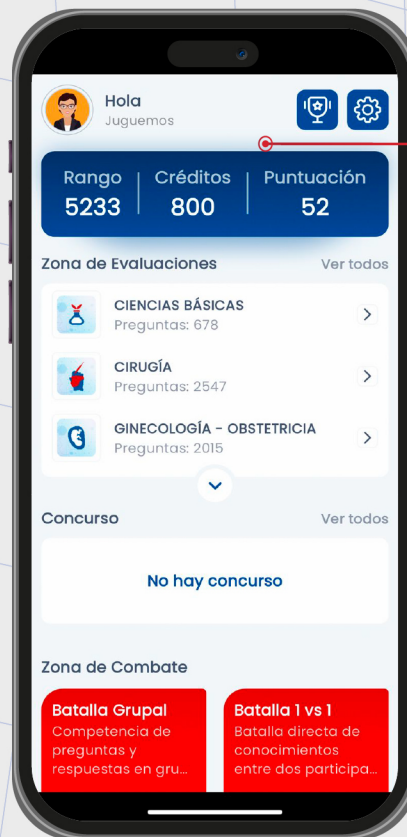 Hola
Juguemos
Rango Créditos Puntuación
5233 800 52
Zona de Evaluaciones Ver todos
CIENCIAS BÁSICAS
Preguntas: 678
CIRUGÍA
Preguntas: 2547
GINECOLOGÍA - OBSTETRICIA
Preguntas: 2015
Concurso Ver todos
No hay concurso
Zona de Combate
Batalla Grupal
Competencia de
preguntas y
respuestas en gru...
Batalla 1 vs 1
Batalla directa de
conocimientos
entre dos participa...